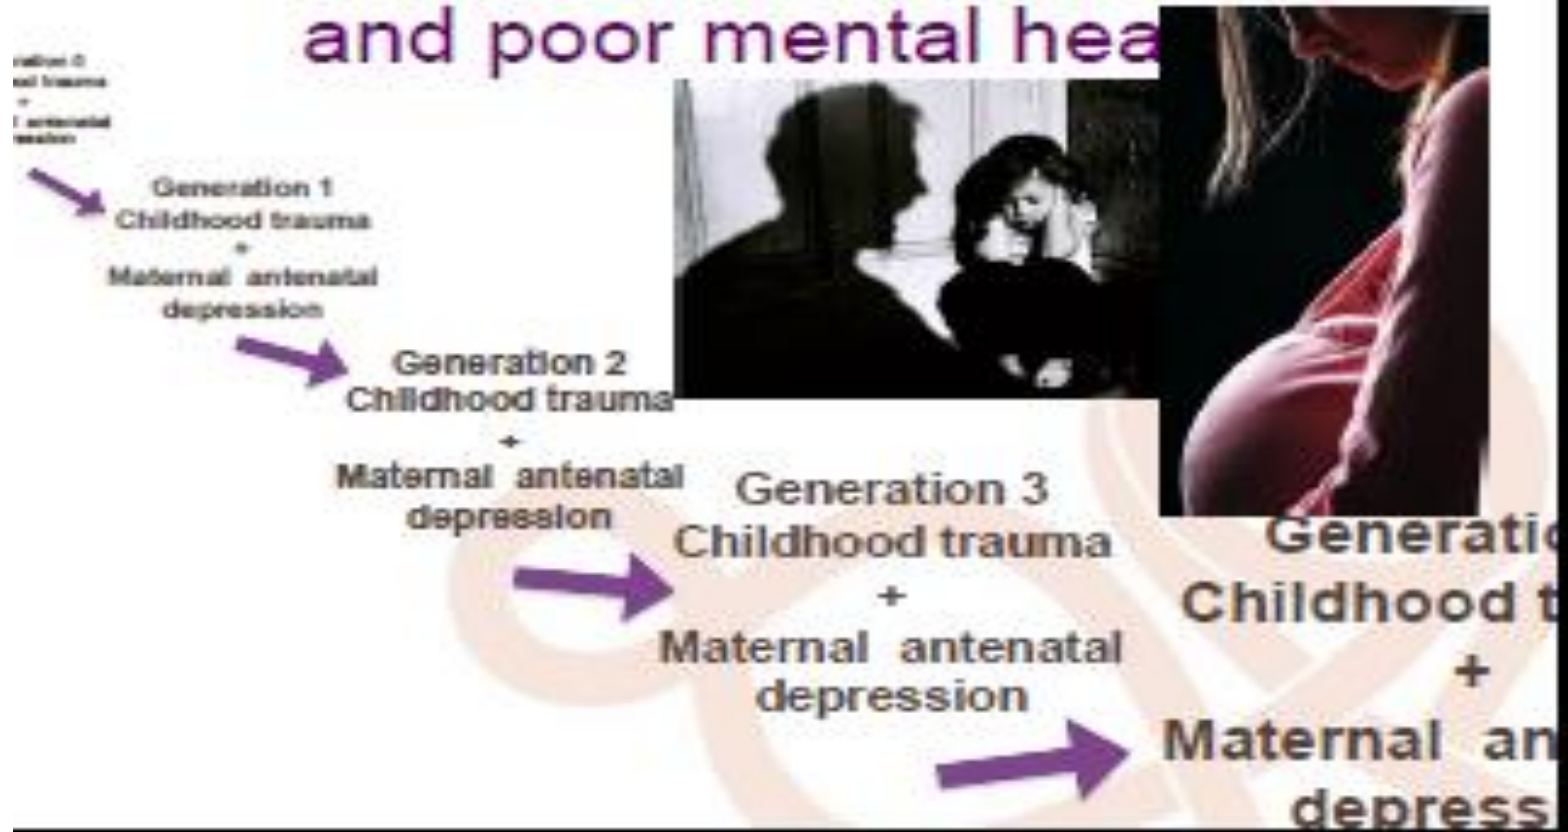 and poor mental hea
Generation 1
Childhood trauma
+
Maternal antenatal
depression
Generation 2
Childhood trauma
+
Maternal antenatal
depression
Generation 3
Childhood trauma
+
Maternal antenatal
depression
Generatio
Childhood t
+
Maternal an
depress